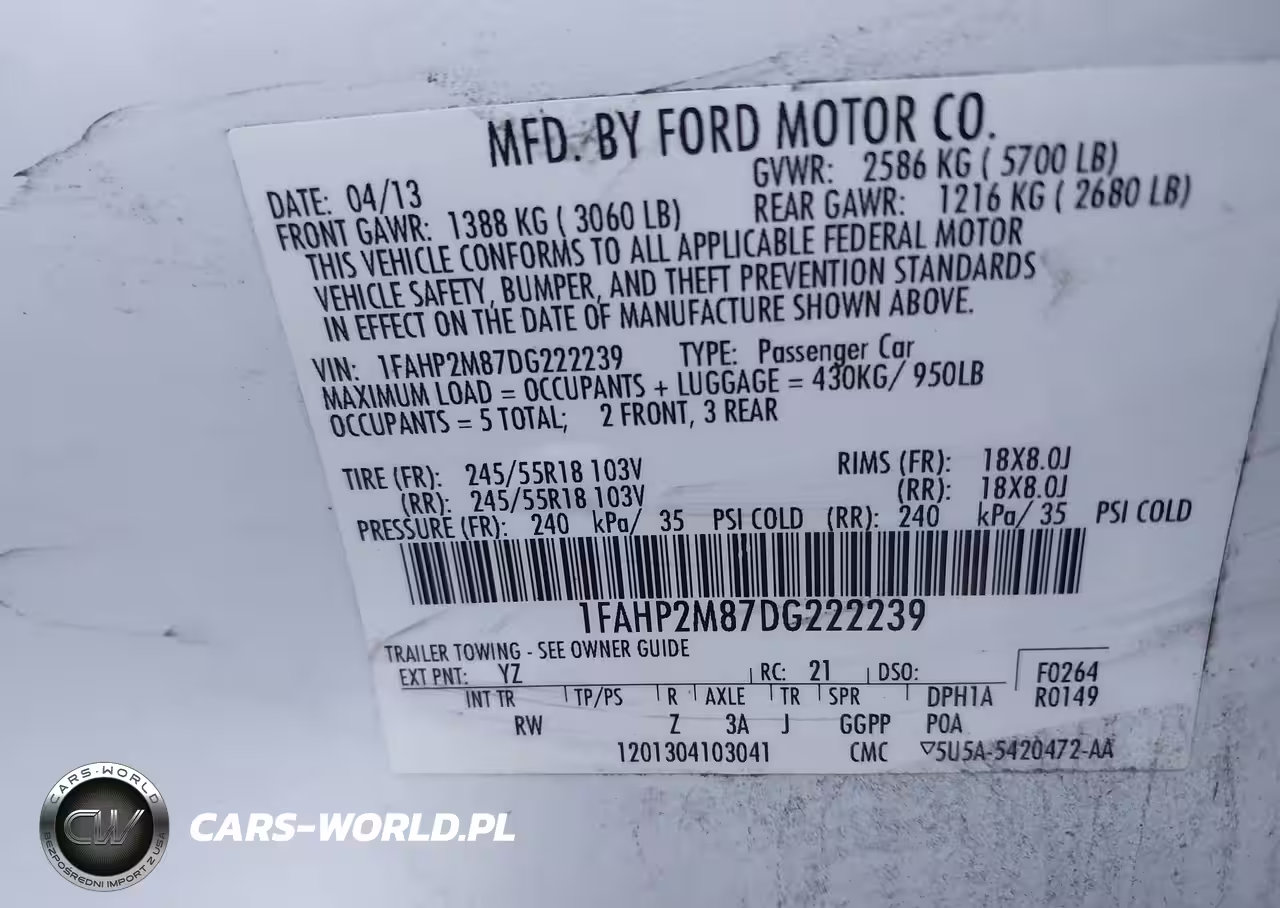 MFD. BY FORD MOTOR CO.
DATE: 04/13 GVWR: 2586 KG ( 5700 LB)
FRONT GAWR: 1388 KG ( 3060 LB) REAR GAWR: 1216 KG ( 2680 LB)
THIS VEHICLE CONFORMS TO ALL APPLICABLE FEDERAL MOTOR
VEHICLE SAFETY, BUMPER, AND THEFT PREVENTION STANDARDS
IN EFFECT ON THE DATE OF MANUFACTURE SHOWN ABOVE.
VIN: 1FAHP2M87DG222239 TYPE: Passenger Car
MAXIMUM LOAD = OCCUPANTS + LUGGAGE = 430KG/ 950LB
OCCUPANTS = 5 TOTAL; 2 FRONT, 3 REAR
TIRE (FR): 245/55R18 103V RIMS (FR): 18X8.0J
(RR): 245/55R18 103V (RR): 18X8.0J
PRESSURE (FR): 240 kPa/ 35 PSI COLD (RR): 240 kPa/ 35 PSI COLD
1FAHP2M87DG222239
TRAILER TOWING - SEE OWNER GUIDE
EXT PNT: YZ RC: 21 DSO: F0264
INT TR TP/PS R AXLE TR SPR DPH1A R0149
RW Z 3A J GGPP POA
1201304103041 CMC ▽5U5A-5420472-AA
CARS-WORLD
CW
BEZPOŚREDNI IMPORT Z USA
CARS-WORLD.PL